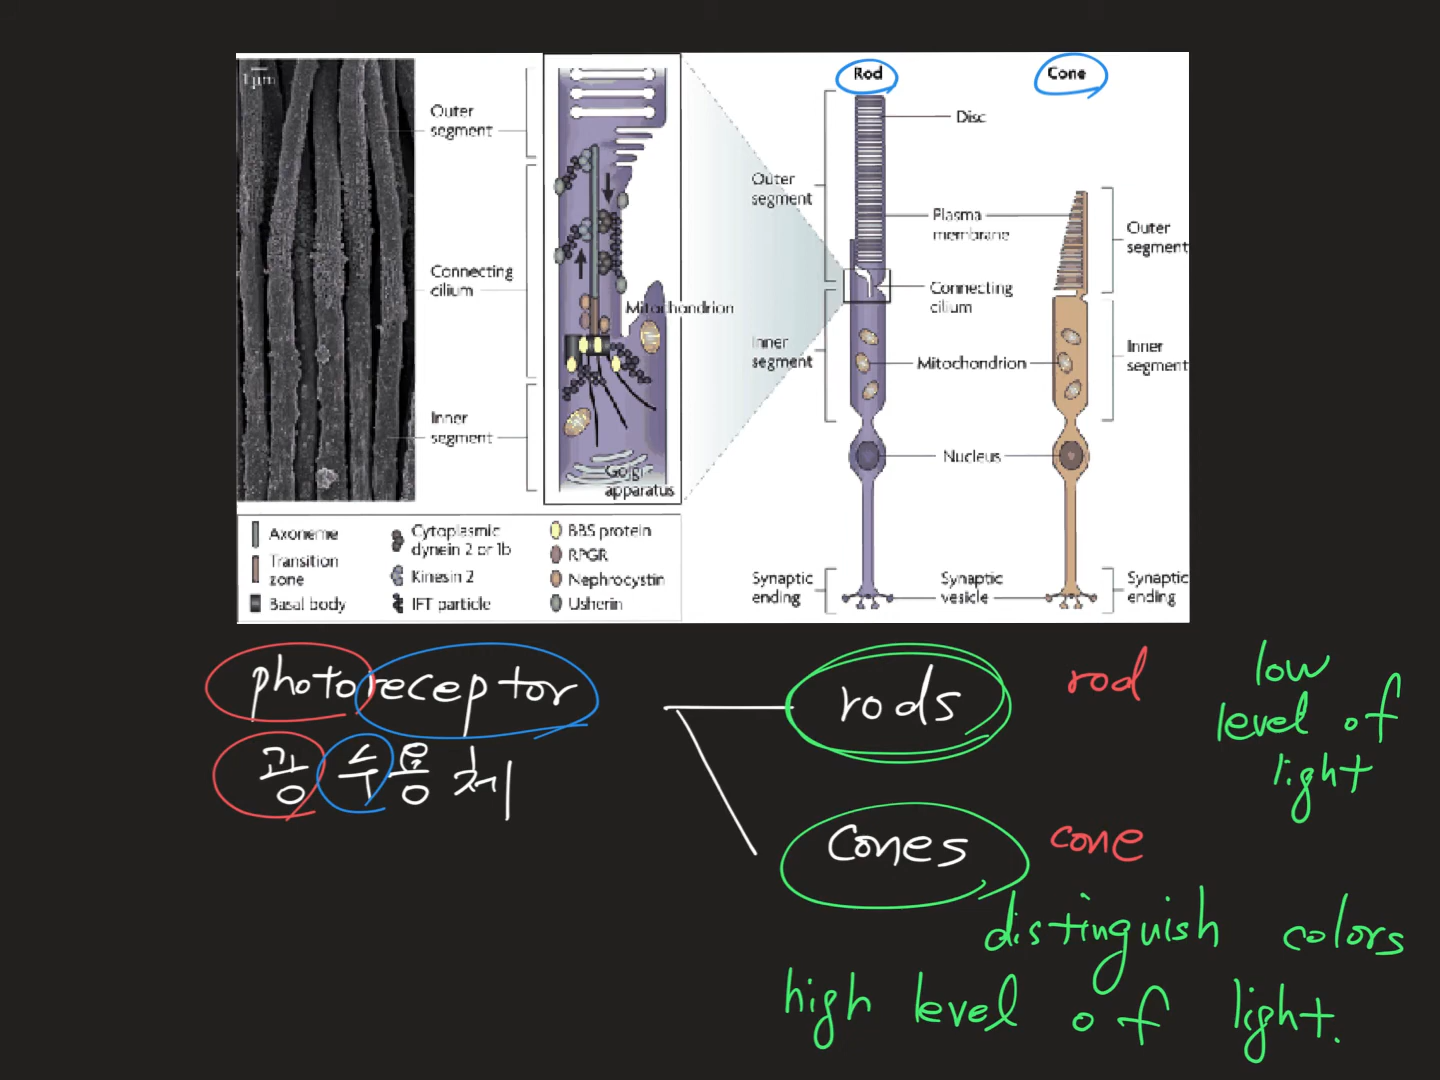 1μm
Outer
segment
Connecting
cilium
Inner
segment
Mitochondrion
Golgi
apparatus
Axoneme
Transition
zone
Basal body
Cytoplasmic
dynein 2 or 1b
Kinesin 2
IFT particle
BBS protein
RPGR
Nephrocystin
Usherin
Rod
Cone
Disc
Outer
segment
Plasma
membrane
Outer
segment
Connecting
cilium
Inner
segment
Mitochondrion
Inner
segment
Nucleus
Synaptic
ending
Synaptic
vesicle
Synaptic
ending
photoreceptor
광수용체
rods
rod
low
level of
light
cones
cone
distinguish colors
high level of light.